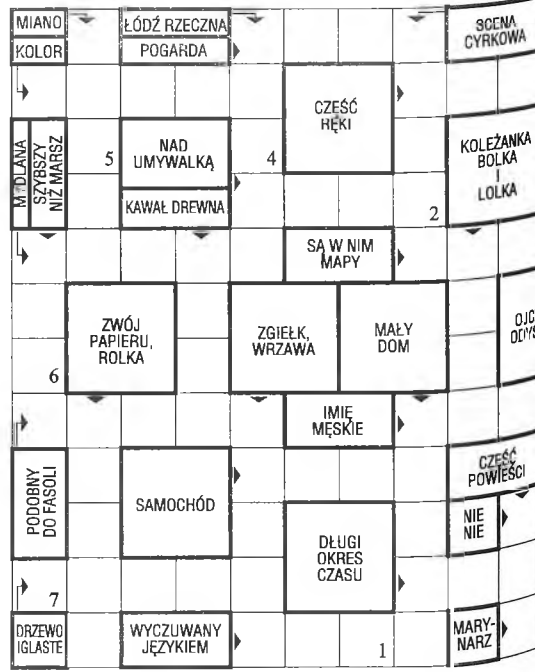 MIANO
KOLOR
ŁÓDŹ RZECZNA
POGARDA
SCENA
CYRKOWA
CZEŚĆ
RĘKI
MYDLANA
SZYBSZY
NIŻ MARSZ
5
NAD
UMYWALKĄ
KAWAŁ DREWNA
4
2
KOLEŻANKA
BOLKA
I
LOLKA
SĄ W NIM
MAPY
6
ZWÓJ
PAPIERU,
ROLKA
ZGIEŁK,
WRZAWA
MAŁY
DOM
IMIĘ
MĘSKIE
PODOBNY
DO FASOLI
SAMOCHÓD
CZĘŚĆ
POWIEŚCI
DŁUGI
OKRES
CZASU
NIE
NIE
7
DRZEWO
IGLASTE
WYCZUWANY
JĘZYKIEM
1
MARY-
NARZ